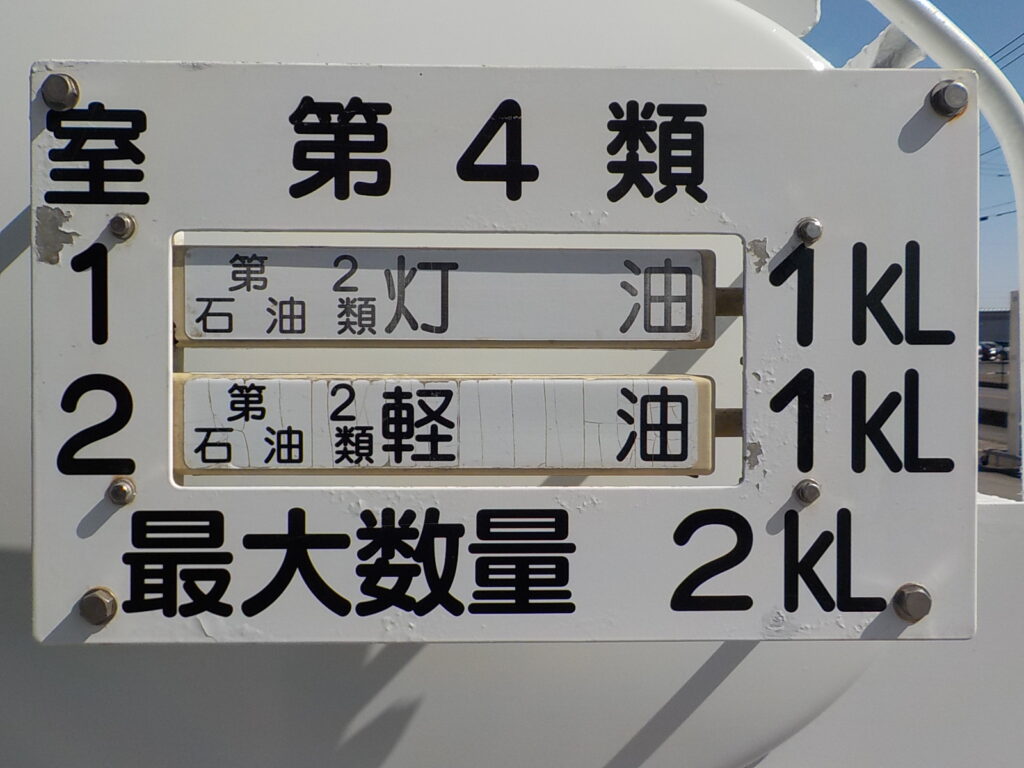 室 第4類
1 第2石油類 灯油 1kL
2 第2石油類 軽油 1kL
最大数量 2kL